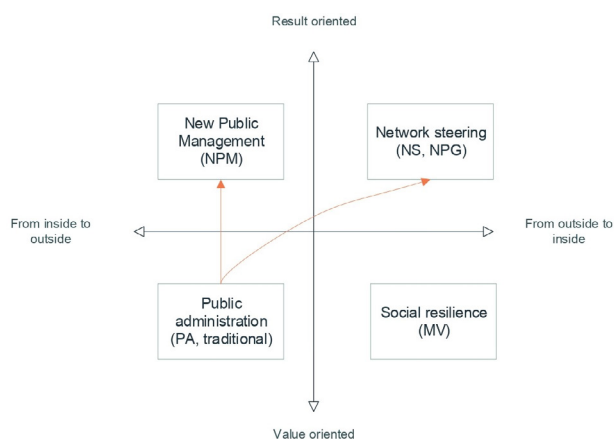 Result oriented
New Public
Management
(NPM)
Network steering
(NS, NPG)
From inside to
outside
From outside to
inside
Public
administration
(PA, traditional)
Social resilience
(MV)
Value oriented